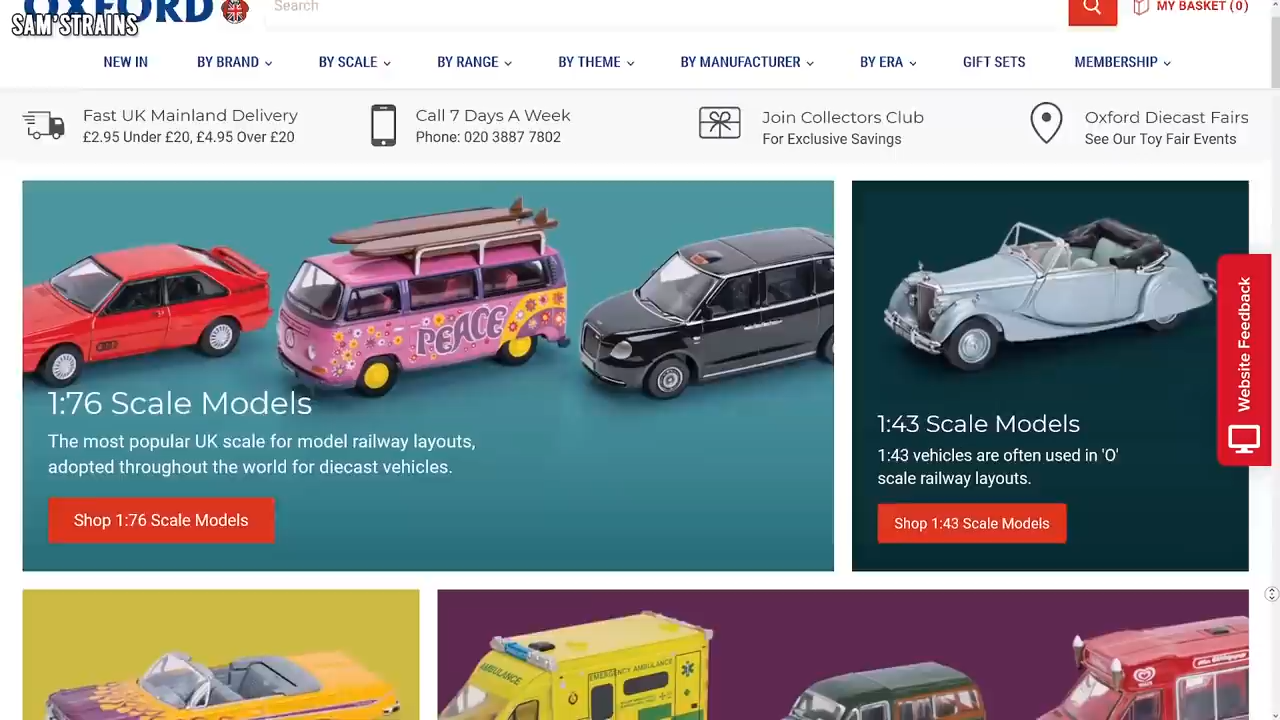 OXFORD
SAM'STRAINS
Search
MY BASKET (0)
NEW IN
BY BRAND
BY SCALE
BY RANGE
BY THEME
BY MANUFACTURER
BY ERA
GIFT SETS
MEMBERSHIP
Fast UK Mainland Delivery
£2.95 Under £20, £4.95 Over £20
Call 7 Days A Week
Phone: 020 3887 7802
Join Collectors Club
For Exclusive Savings
Oxford Diecast Fairs
See Our Toy Fair Events
PEACE
1:76 Scale Models
The most popular UK scale for model railway layouts,
adopted throughout the world for diecast vehicles.
Shop 1:76 Scale Models
1:43 Scale Models
1:43 vehicles are often used in 'O'
scale railway layouts.
Shop 1:43 Scale Models
Website Feedback
AMBULANCE
EMERGENCY AMBULANCE